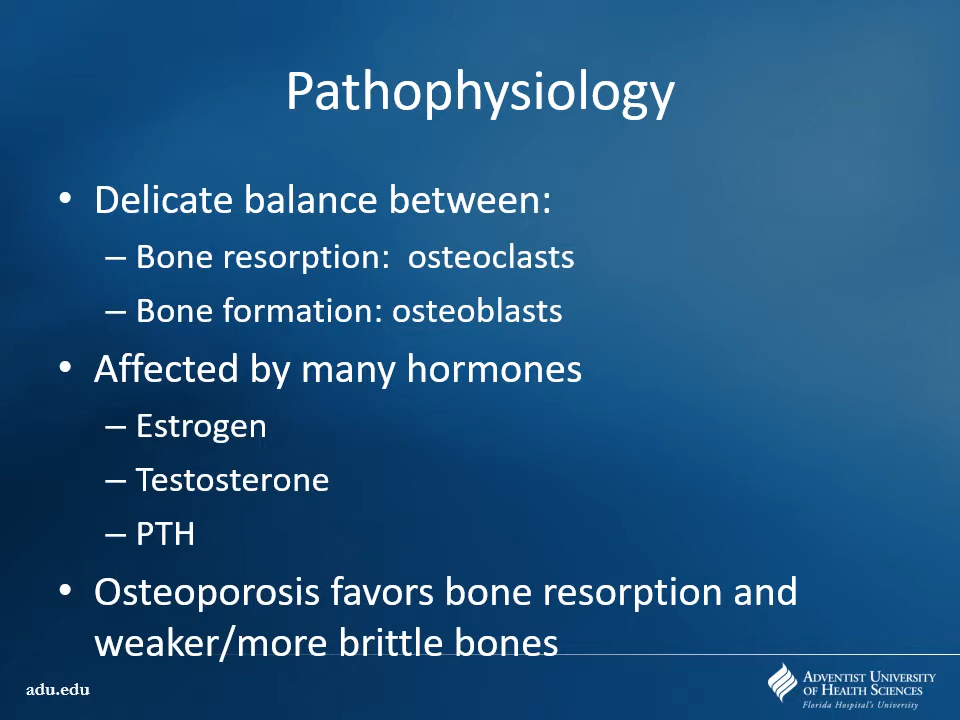 Pathophysiology
• Delicate balance between:
– Bone resorption:  osteoclasts
– Bone formation: osteoblasts
• Affected by many hormones
– Estrogen
– Testosterone
– PTH
• Osteoporosis favors bone resorption and
weaker/more brittle bones
adu.edu
ADVENTIST UNIVERSITY
OF HEALTH SCIENCES
Florida Hospital's University